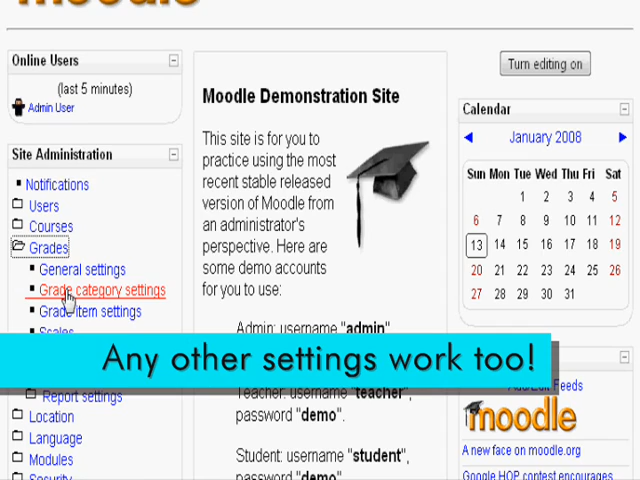 moodle
Online Users
(last 5 minutes)
Admin User
Site Administration
Notifications
Users
Courses
Grades
General settings
Grade category settings
Grade item settings
Scales
Report settings
Location
Language
Modules
Security
Moodle Demonstration Site
This site is for you to
practice using the most
recent stable released
version of Moodle from
an administrator's
perspective. Here are
some demo accounts
for you to use:
Admin: username "admin"
Any other settings work too!
Teacher: username "teacher",
password "demo".
Student: username "student",
password "demo"
Turn editing on
Calendar
January 2008
Sun Mon Tue Wed Thu Fri Sat
1 2 3 4 5
6 7 8 9 10 11 12
13 14 15 16 17 18 19
20 21 22 23 24 25 26
27 28 29 30 31
Add/Edit Feeds
moodle
A new face on moodle.org
Google HOP contest encourages